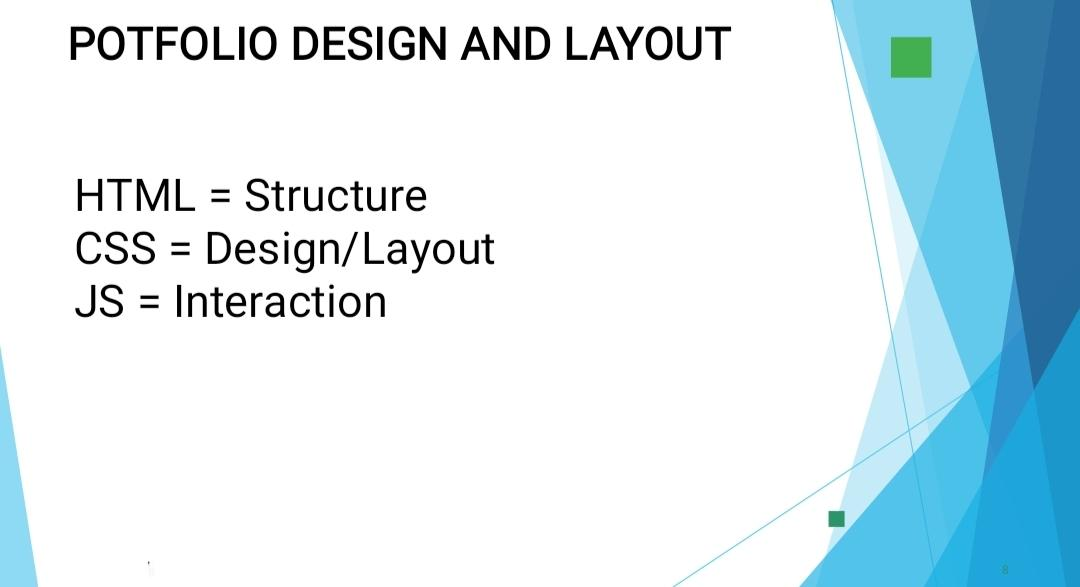 POTFOLIO DESIGN AND LAYOUT
HTML = Structure
CSS = Design/Layout
JS = Interaction
8